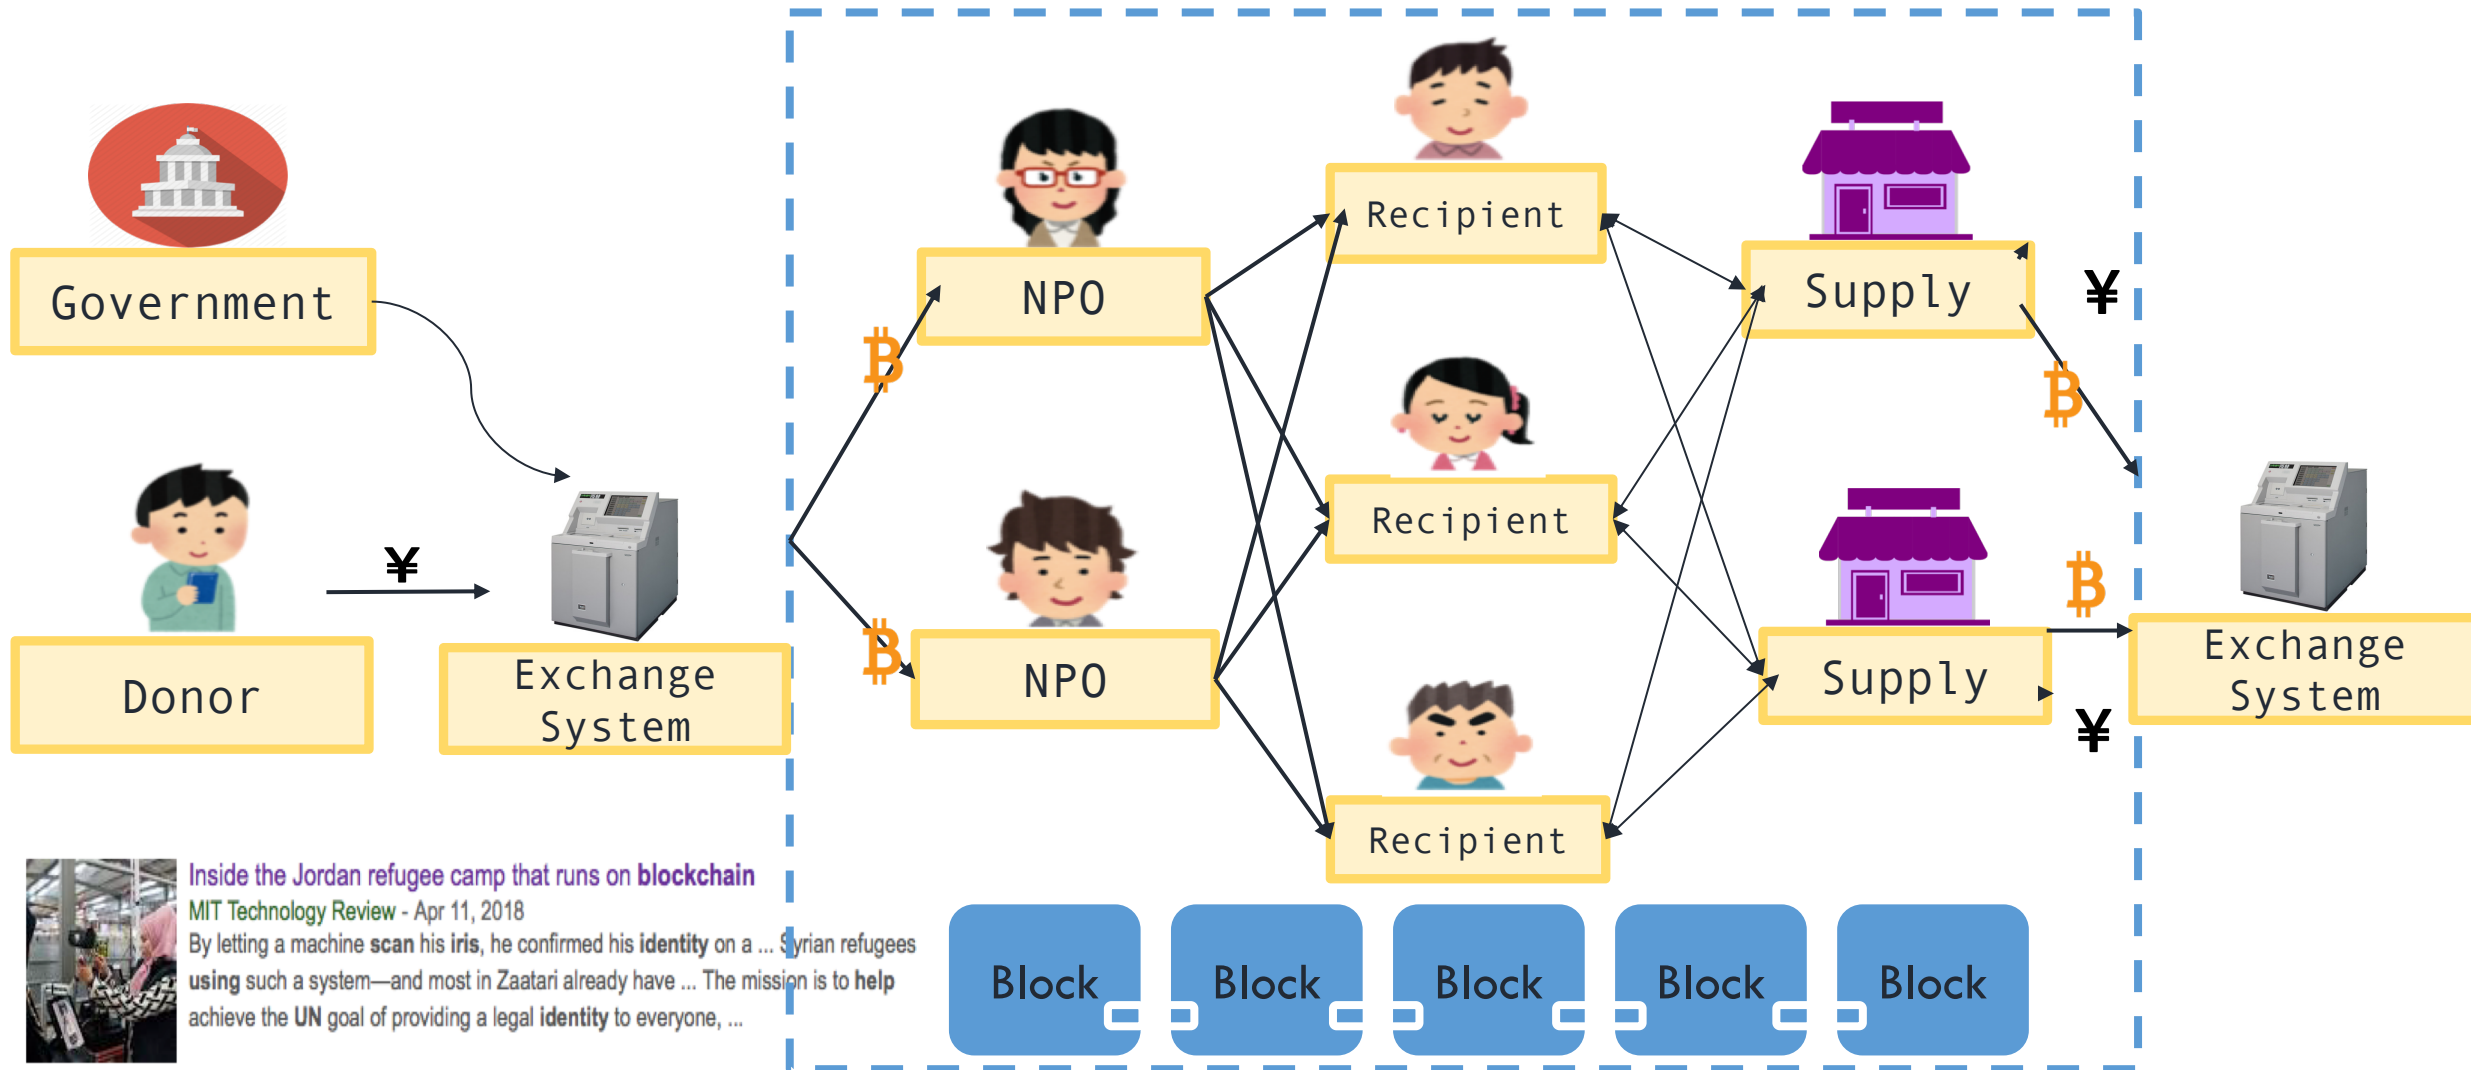 Government
Donor
¥
Exchange
System
₿
₿
NPO
NPO
Recipient
Recipient
Recipient
Supply
Supply
¥
₿
₿
¥
Exchange
System
Inside the Jordan refugee camp that runs on blockchain
MIT Technology Review - Apr 11, 2018
By letting a machine scan his iris, he confirmed his identity on a ... Syrian refugees
using such a system—and most in Zaatari already have ... The mission is to help
achieve the UN goal of providing a legal identity to everyone, ...
Block
Block
Block
Block
Block